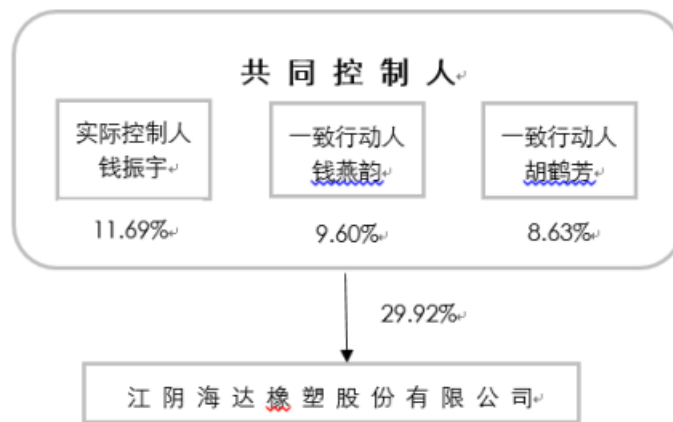 共同控制人
实际控制人
钱振宇
一致行动人
钱燕韵
一致行动人
胡鹤芳
11.69%
9.60%
8.63%
29.92%
江阴海达橡塑股份有限公司